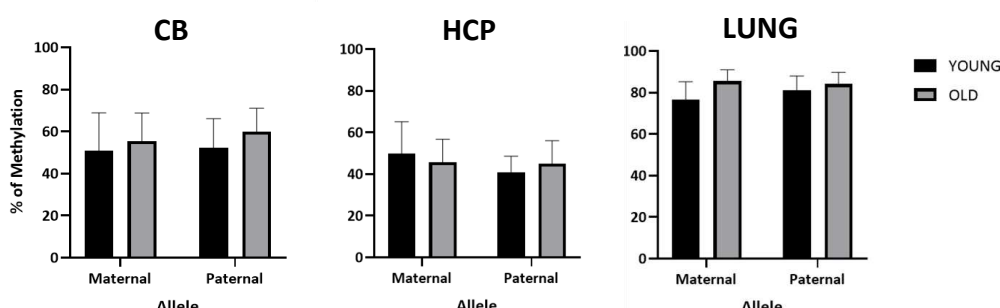 CB
HCP
LUNG
% of Methylation
100
80
60
40
20
0
Maternal
Paternal
Allele
100
80
60
40
20
0
Maternal
Paternal
Allele
100
80
60
40
20
0
Maternal
Paternal
Allele
YOUNG
OLD